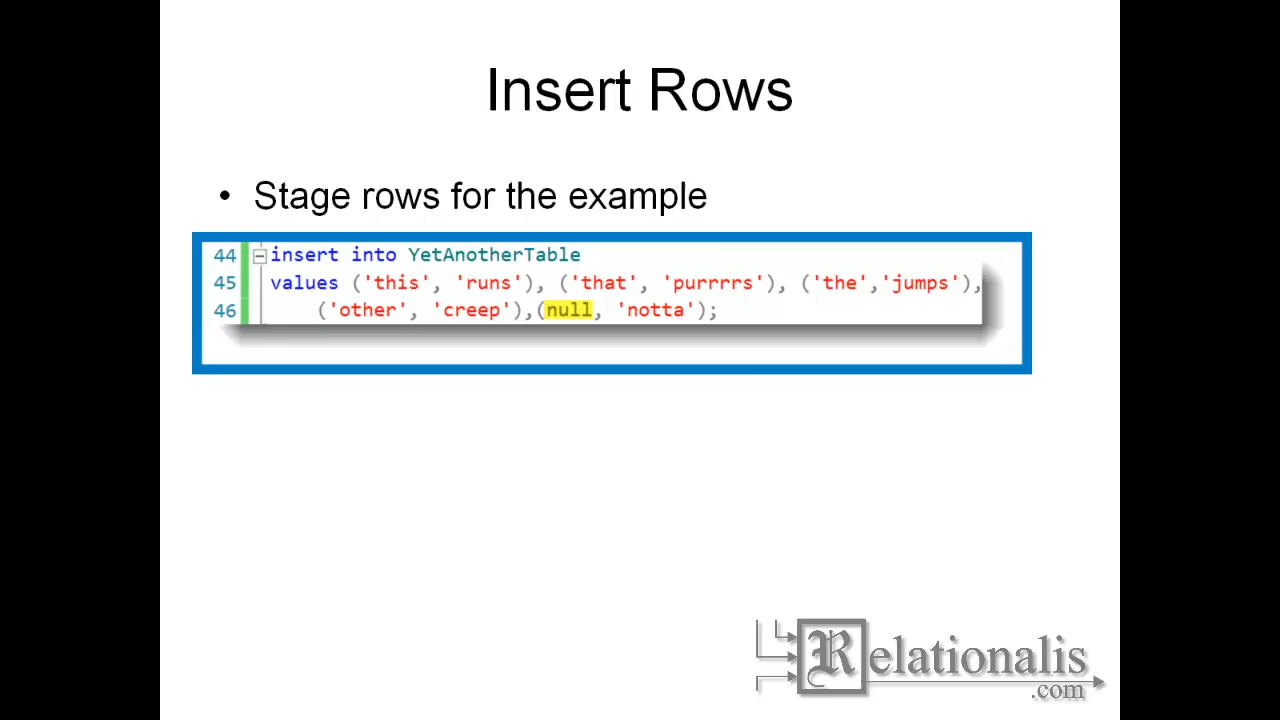 Insert Rows
• Stage rows for the example
44 insert into YetAnotherTable
45 values ('this', 'runs'), ('that', 'purrrrs'), ('the','jumps'),
46 ('other', 'creep'),(null, 'notta');
Relationalis
.com